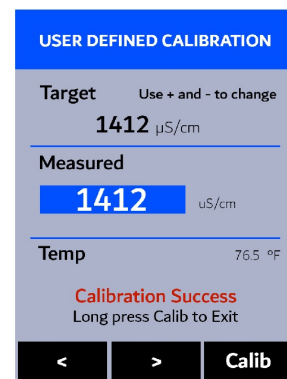 USER DEFINED CALIBRATION
Target Use + and - to change
1412 µS/cm
Measured
1412 uS/cm
Temp 76.5 ºF
Calibration Success
Long press Calib to Exit
< > Calib